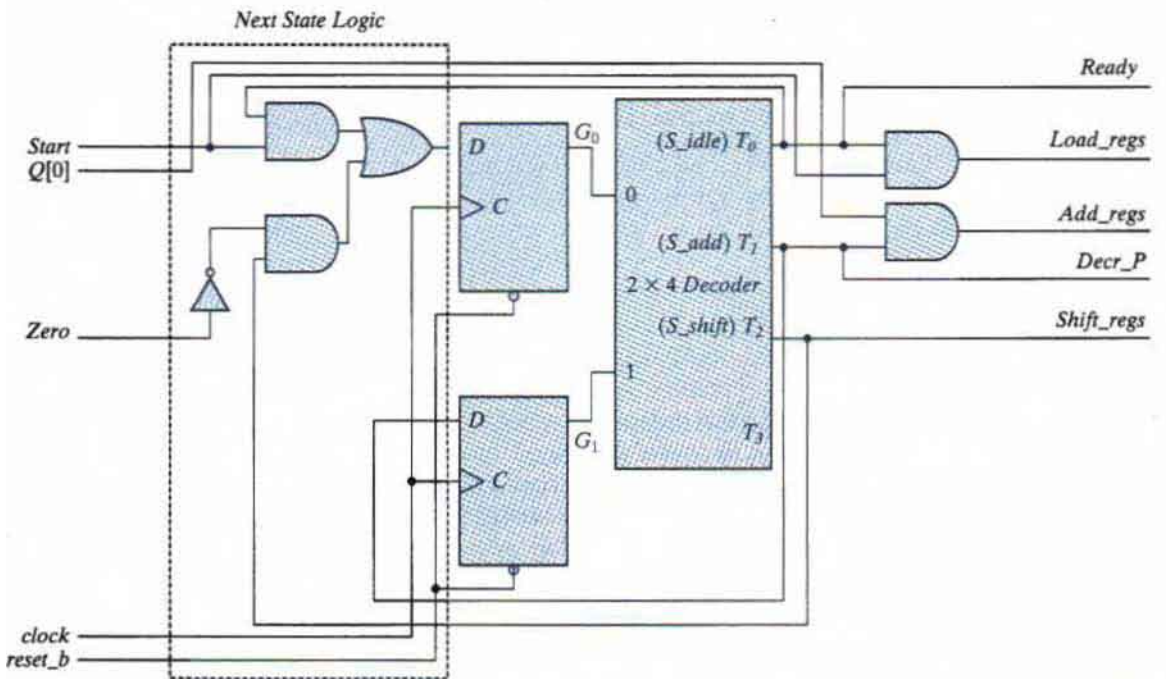 Next State Logic
Ready
Start
Q[0]
D
G₀
(S_idle) T₀
Load_regs
C
0
Add_regs
(S_add) T₁
Decr_P
2 × 4 Decoder
Zero
(S_shift) T₂
Shift_regs
1
D
G₁
T₃
C
clock
reset_b